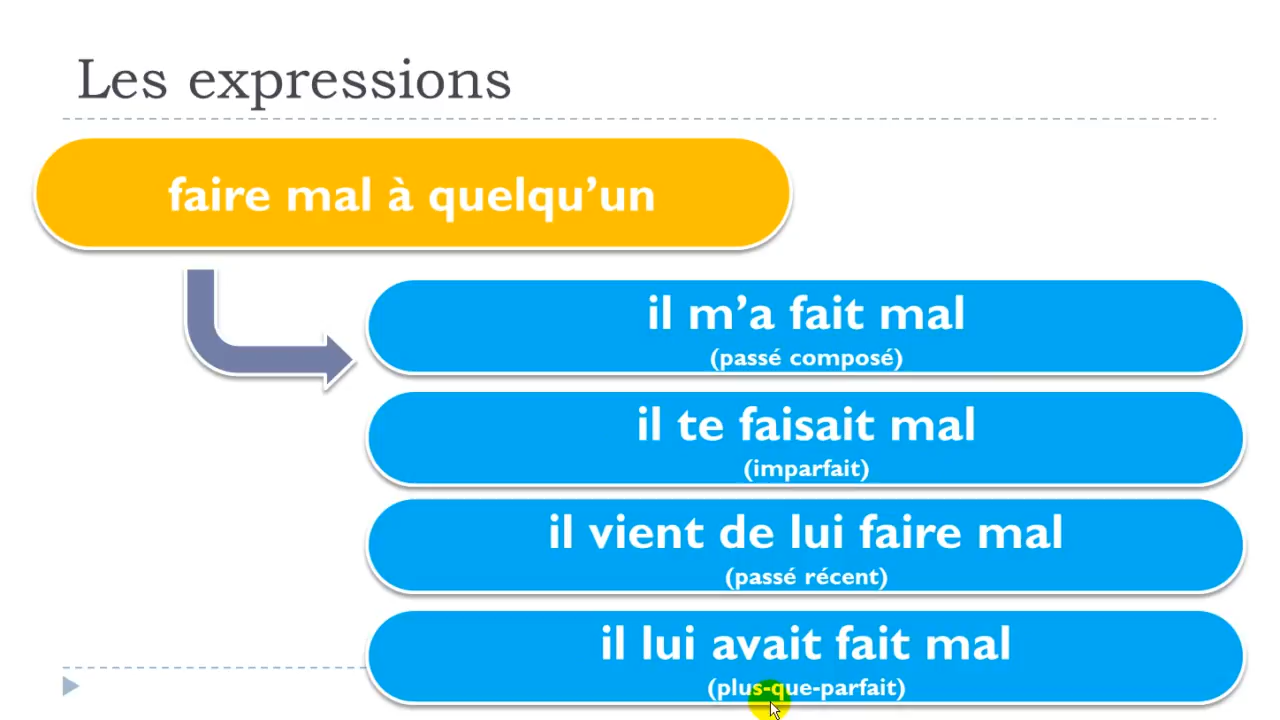 Les expressions
faire mal à quelqu’un
il m’a fait mal
(passé composé)
il te faisait mal
(imparfait)
il vient de lui faire mal
(passé récent)
il lui avait fait mal
(plus-que-parfait)